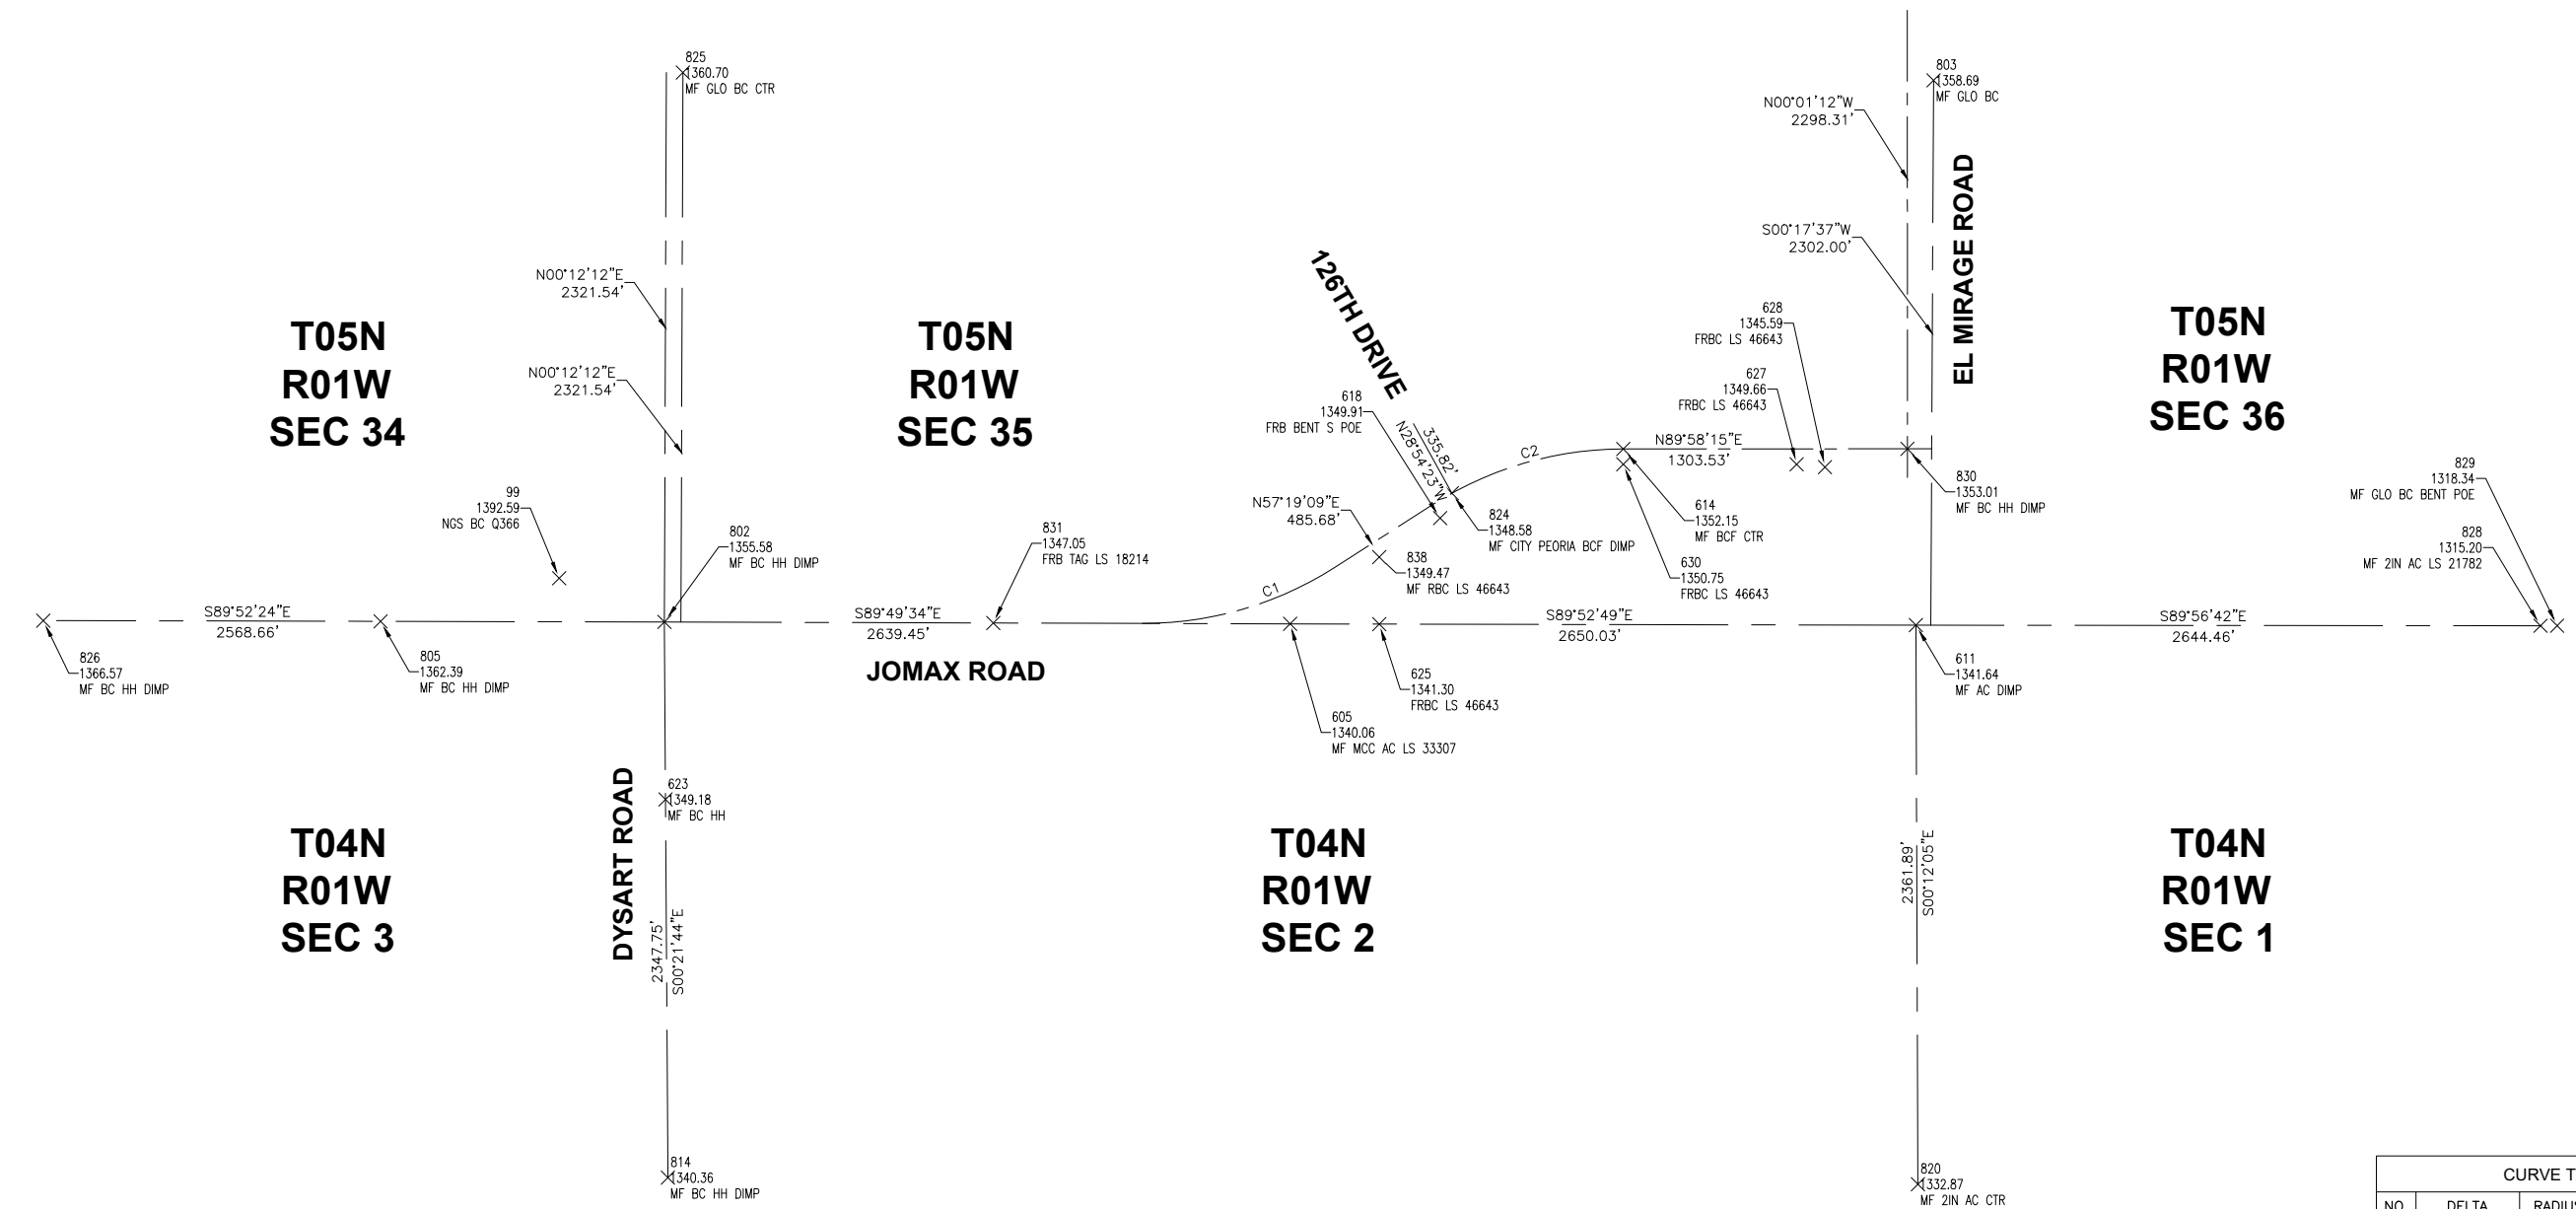 825
1360.70
MF GLO BC CTR
803
1358.69
MF GLO BC
N00°01'12"W
2298.31'
S00°17'37"W
2302.00'
EL MIRAGE ROAD
N00°12'12"E
2321.54'
N00°12'12"E
2321.54'
T05N
R01W
SEC 34
T05N
R01W
SEC 35
T05N
R01W
SEC 36
126TH DRIVE
335.82'
N28°54'23"W
618
1349.91
FRB BENT S POE
628
1345.59
FRBC LS 46643
627
1349.66
FRBC LS 46643
C2
N89°58'15"E
1303.53'
99
1392.59
NGS BC Q366
802
1355.58
MF BC HH DIMP
831
1347.05
FRB TAG LS 18214
N57°19'09"E
485.68'
824
1348.58
MF CITY PEORIA BCF DIMP
838
1349.47
MF RBC LS 46643
614
1352.15
MF BCF CTR
630
1350.75
FRBC LS 46643
830
1353.01
MF BC HH DIMP
829
1318.34
MF GLO BC BENT POE
828
1315.20
MF 2IN AC LS 21782
C1
S89°52'24"E
2568.66'
S89°49'34"E
2639.45'
S89°52'49"E
2650.03'
S89°56'42"E
2644.46'
826
1366.57
MF BC HH DIMP
805
1362.39
MF BC HH DIMP
JOMAX ROAD
605
1340.06
MF MCC AC LS 33307
625
1341.30
FRBC LS 46643
611
1341.64
MF AC DIMP
623
1349.18
MF BC HH
DYSART ROAD
2347.75'
S00°21'44"E
2361.89'
S00°12'05"E
T04N
R01W
SEC 3
T04N
R01W
SEC 2
T04N
R01W
SEC 1
814
1340.36
MF BC HH DIMP
820
1332.87
MF 2IN AC CTR
CURVE T
NO. DELTA RADIUS